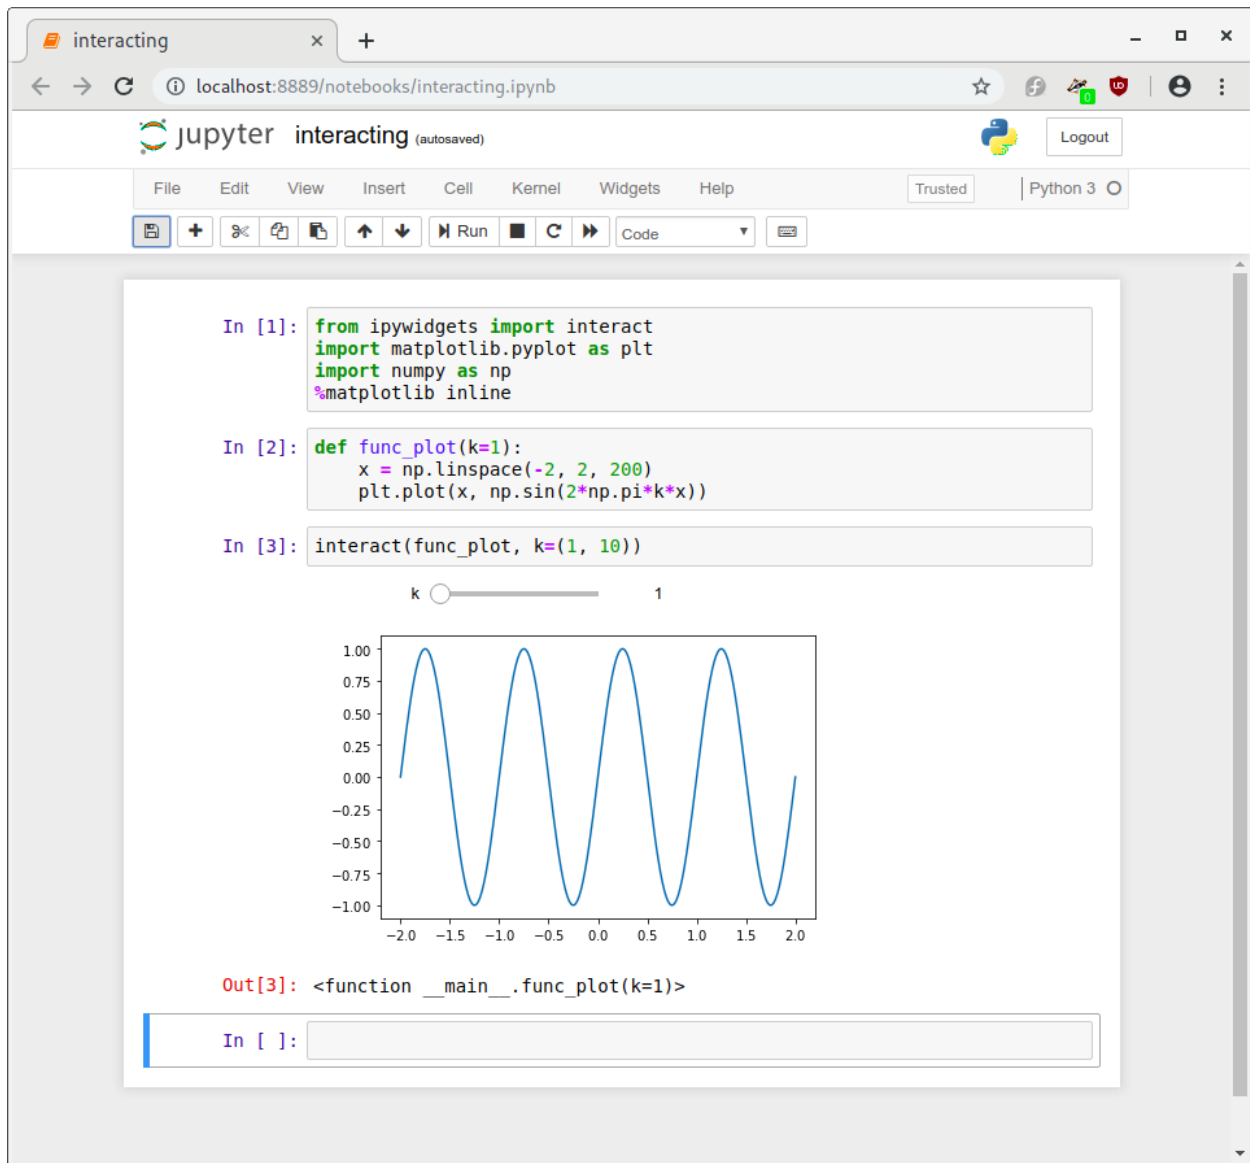 interacting
localhost:8889/notebooks/interacting.ipynb
0
jupyter interacting (autosaved)
Logout
File Edit View Insert Cell Kernel Widgets Help Trusted Python 3
Run Code
In [1]: from ipywidgets import interact
import matplotlib.pyplot as plt
import numpy as np
%matplotlib inline
In [2]: def func_plot(k=1):
    x = np.linspace(-2, 2, 200)
    plt.plot(x, np.sin(2*np.pi*k*x))
In [3]: interact(func_plot, k=(1, 10))
k 1
1.00
0.75
0.50
0.25
0.00
−0.25
−0.50
−0.75
−1.00
−2.0 −1.5 −1.0 −0.5 0.0 0.5 1.0 1.5 2.0
Out[3]: <function __main__.func_plot(k=1)>
In [ ]: